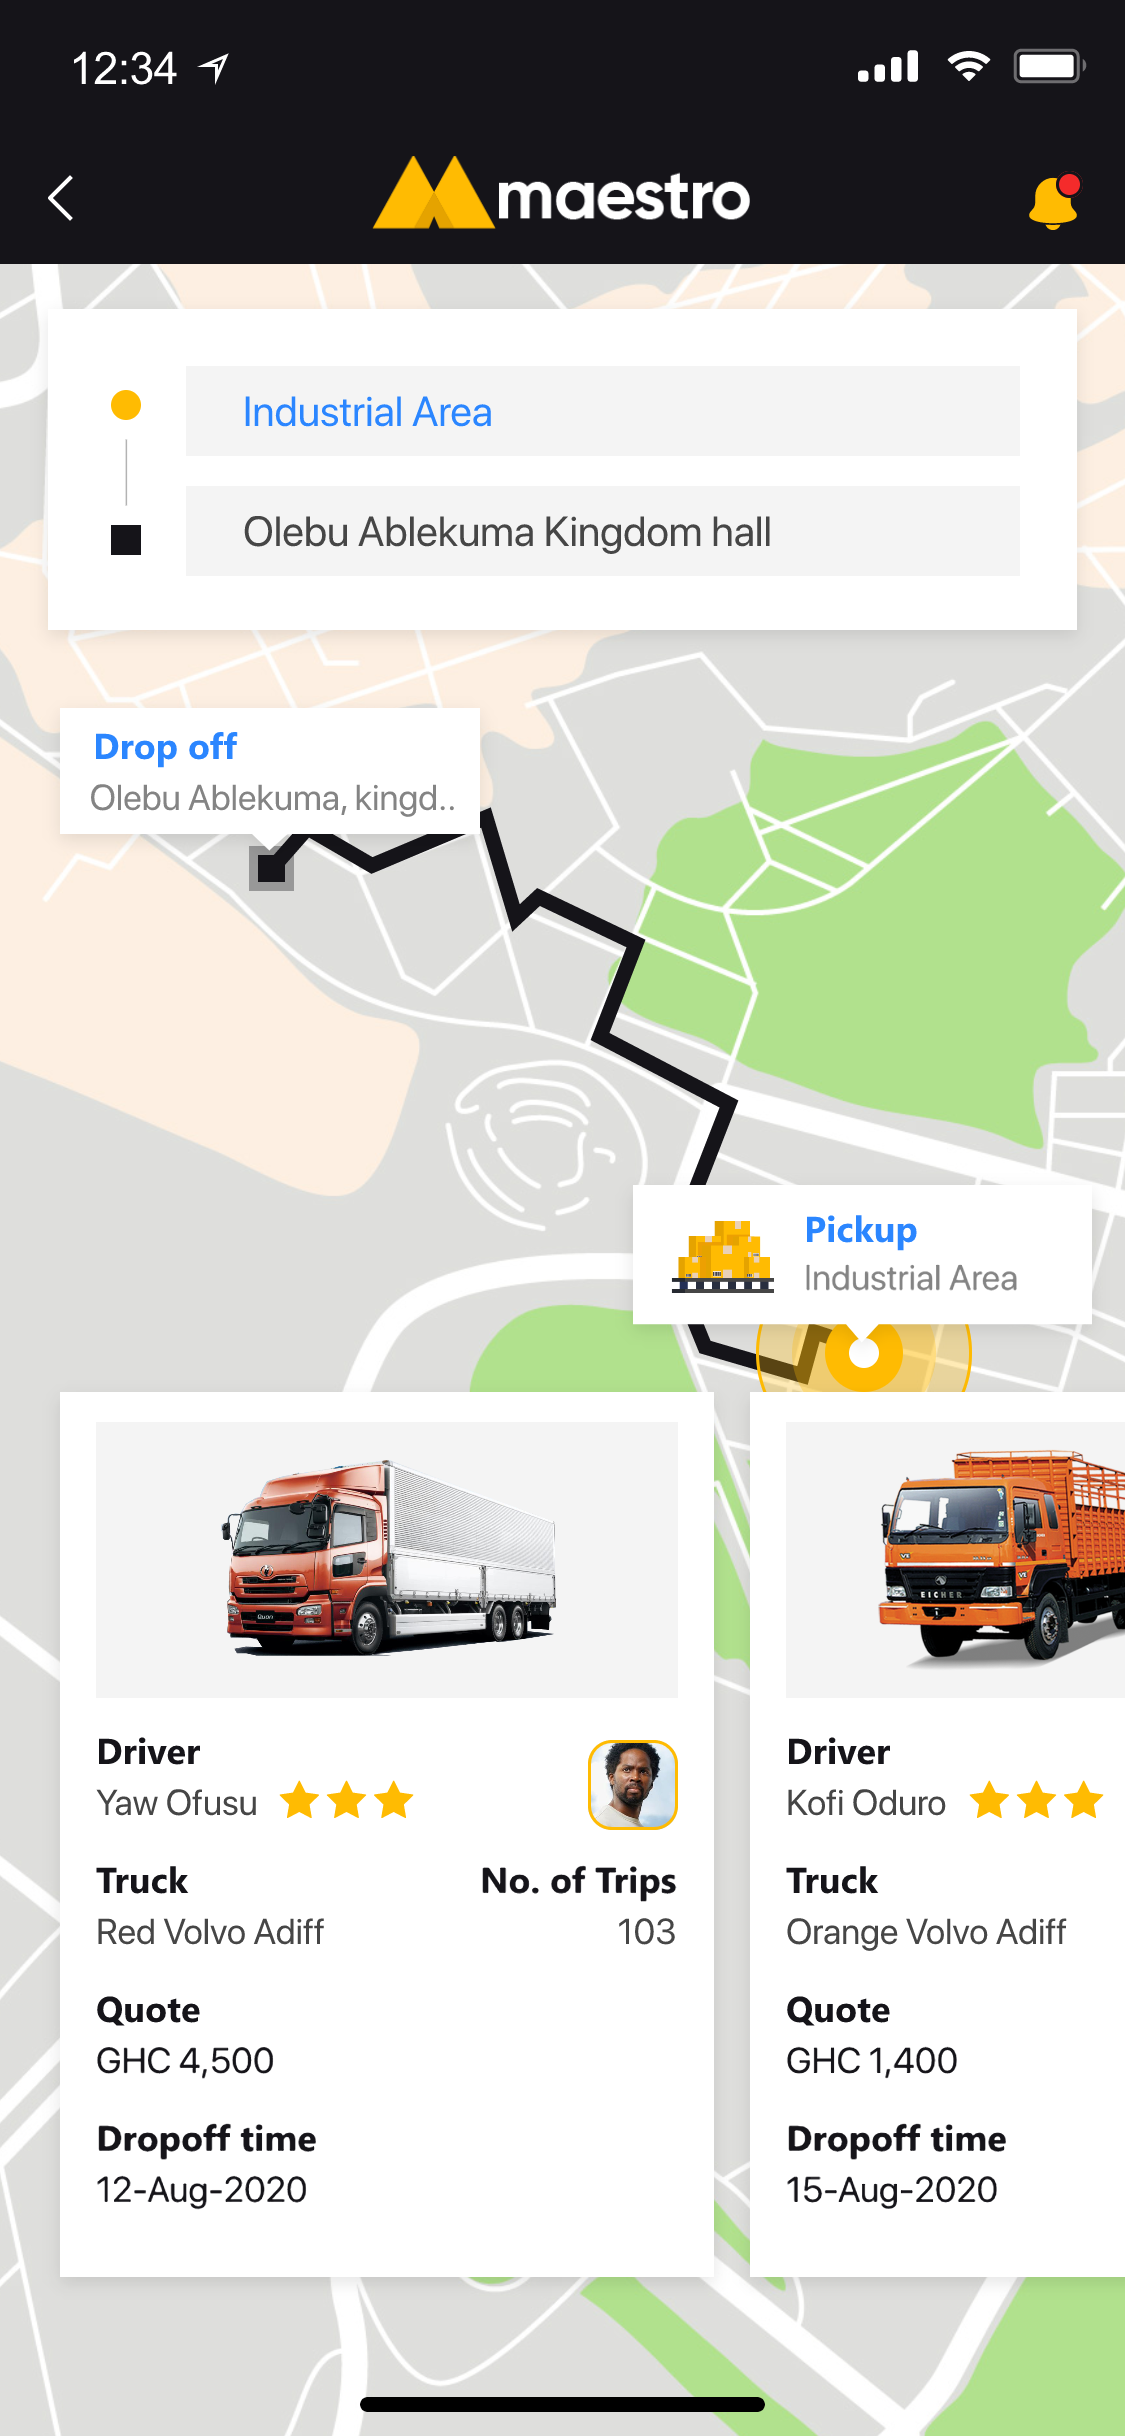 12:34
maestro
Industrial Area
Olebu Ablekuma Kingdom hall
Drop off
Olebu Ablekuma, kingd..
Pickup
Industrial Area
Quon
EICHER
Driver
Yaw Ofusu
Truck
No. of Trips
Red Volvo Adiff
103
Quote
GHC 4,500
Dropoff time
12-Aug-2020
Driver
Kofi Oduro
Truck
Orange Volvo Adiff
Quote
GHC 1,400
Dropoff time
15-Aug-2020